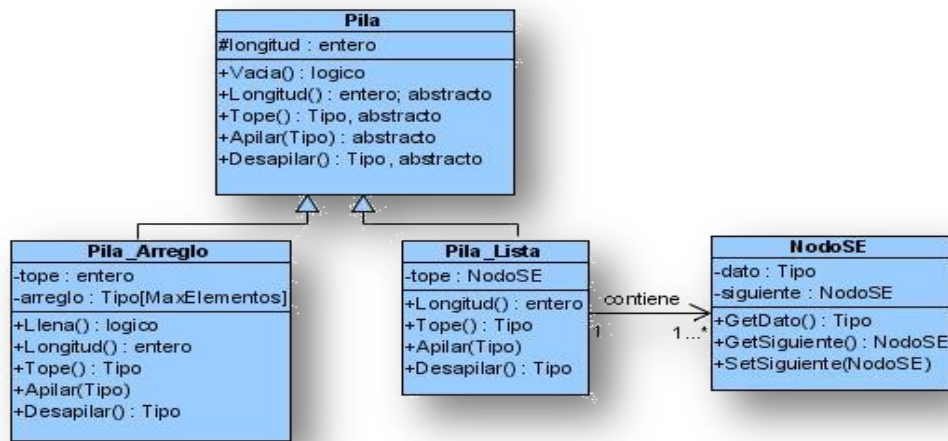 Pila
#longitud : entero
+Vacia() : logico
+Longitud() : entero; abstracto
+Tope() : Tipo, abstracto
+Apilar(Tipo) : abstracto
+Desapilar() : Tipo, abstracto
Pila_Arreglo
-tope : entero
-arreglo : Tipo[MaxElementos]
+Llena() : logico
+Longitud() : entero
+Tope() : Tipo
+Apilar(Tipo)
+Desapilar() : Tipo
Pila_Lista
-tope : NodoSE
+Longitud() : entero
+Tope() : Tipo
+Apilar(Tipo)
+Desapilar() : Tipo
contiene
1
1...*
NodoSE
-dato : Tipo
-siguiente : NodoSE
+GetDato() : Tipo
+GetSiguiente() : NodoSE
+SetSiguiente(NodoSE)